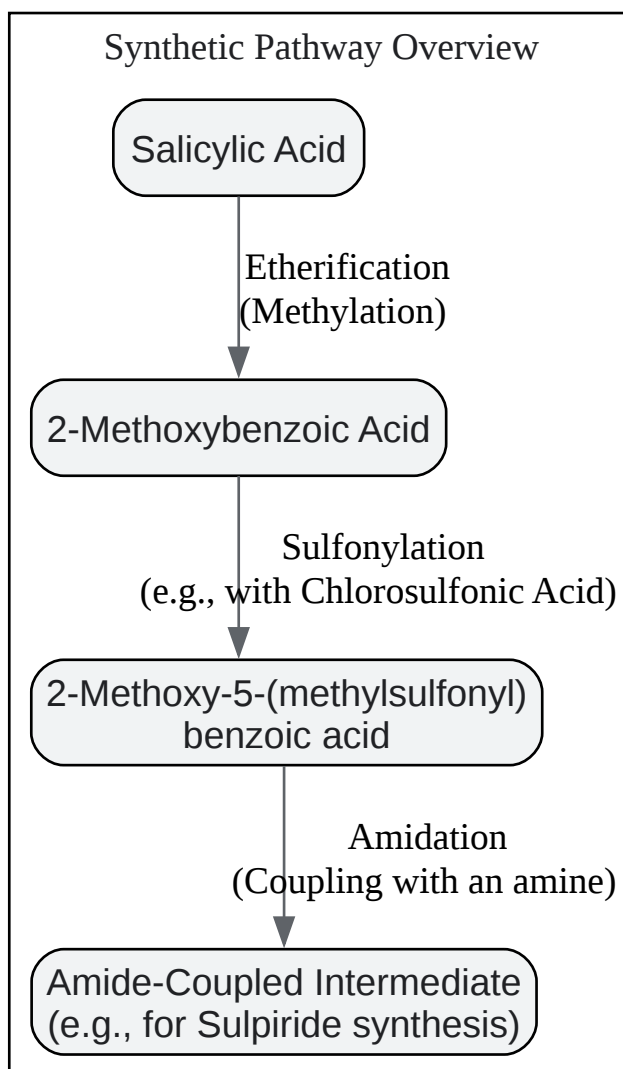 Synthetic Pathway Overview
Salicylic Acid
Etherification
(Methylation)
2-Methoxybenzoic Acid
Sulfonylation
(e.g., with Chlorosulfonic Acid)
2-Methoxy-5-(methylsulfonyl)
benzoic acid
Amidation
(Coupling with an amine)
Amide-Coupled Intermediate
(e.g., for Sulpiride synthesis)